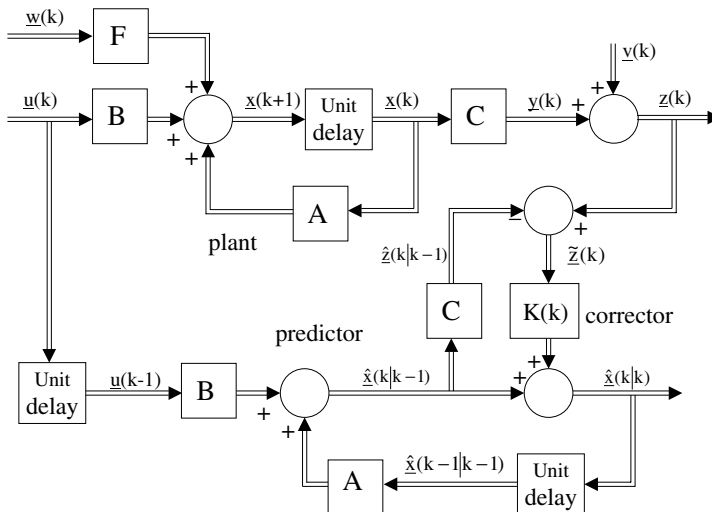 w(k)
F
v(k)
+
u(k)
B
+
+
x(k+1)
Unit
delay
x(k)
C
y(k)
+
+
z(k)
A
plant
-
+
ẑ(k|k−1)
z̃(k)
C
K(k)
corrector
predictor
Unit
delay
u(k-1)
B
+
+
x̂(k|k−1)
+
+
x̂(k|k)
A
x̂(k−1|k−1)
Unit
delay